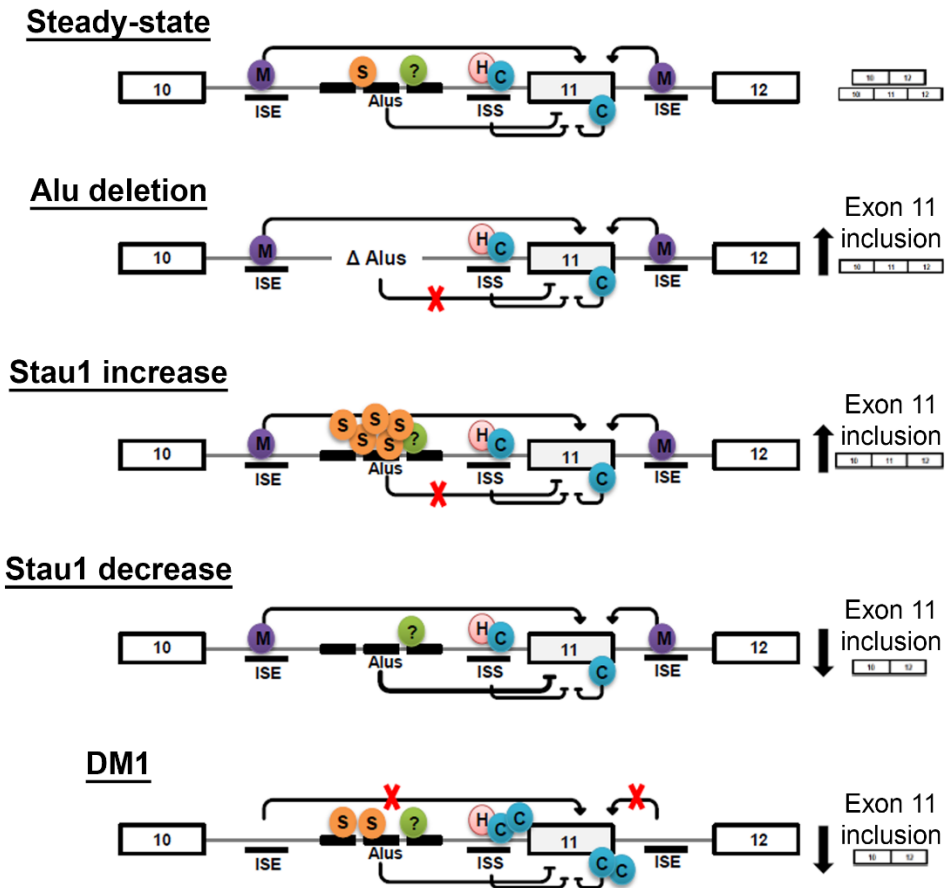 Steady-state
M S ? H C M
10 11 12
ISE Alus ISS C ISE
10 12
10 11 12
Alu deletion
Exon 11
inclusion
M H C M
10 Δ Alus 11 12
ISE ISS C ISE
10 11 12
X
Stau1 increase
Exon 11
inclusion
S S S
M S S ? H C M
10 11 12
ISE Alus ISS C ISE
10 11 12
X
Stau1 decrease
Exon 11
inclusion
M ? H C M
10 11 12
ISE Alus ISS C ISE
10 12
DM1
X X
Exon 11
inclusion
S S ? H C C
10 11 12
ISE Alus ISS C C ISE
10 12